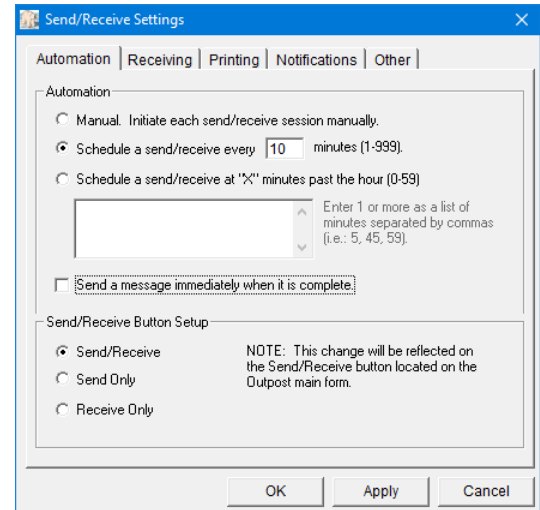 Send/Receive Settings
Automation Receiving Printing Notifications Other
Automation
Manual. Initiate each send/receive session manually.
Schedule a send/receive every 10 minutes (1-999).
Schedule a send/receive at "X" minutes past the hour (0-59)
Enter 1 or more as a list of
minutes separated by commas
(i.e.: 5, 45, 59).
Send a message immediately when it is complete.
Send/Receive Button Setup
Send/Receive
Send Only
Receive Only
NOTE: This change will be reflected on
the Send/Receive button located on the
Outpost main form.
OK Apply Cancel